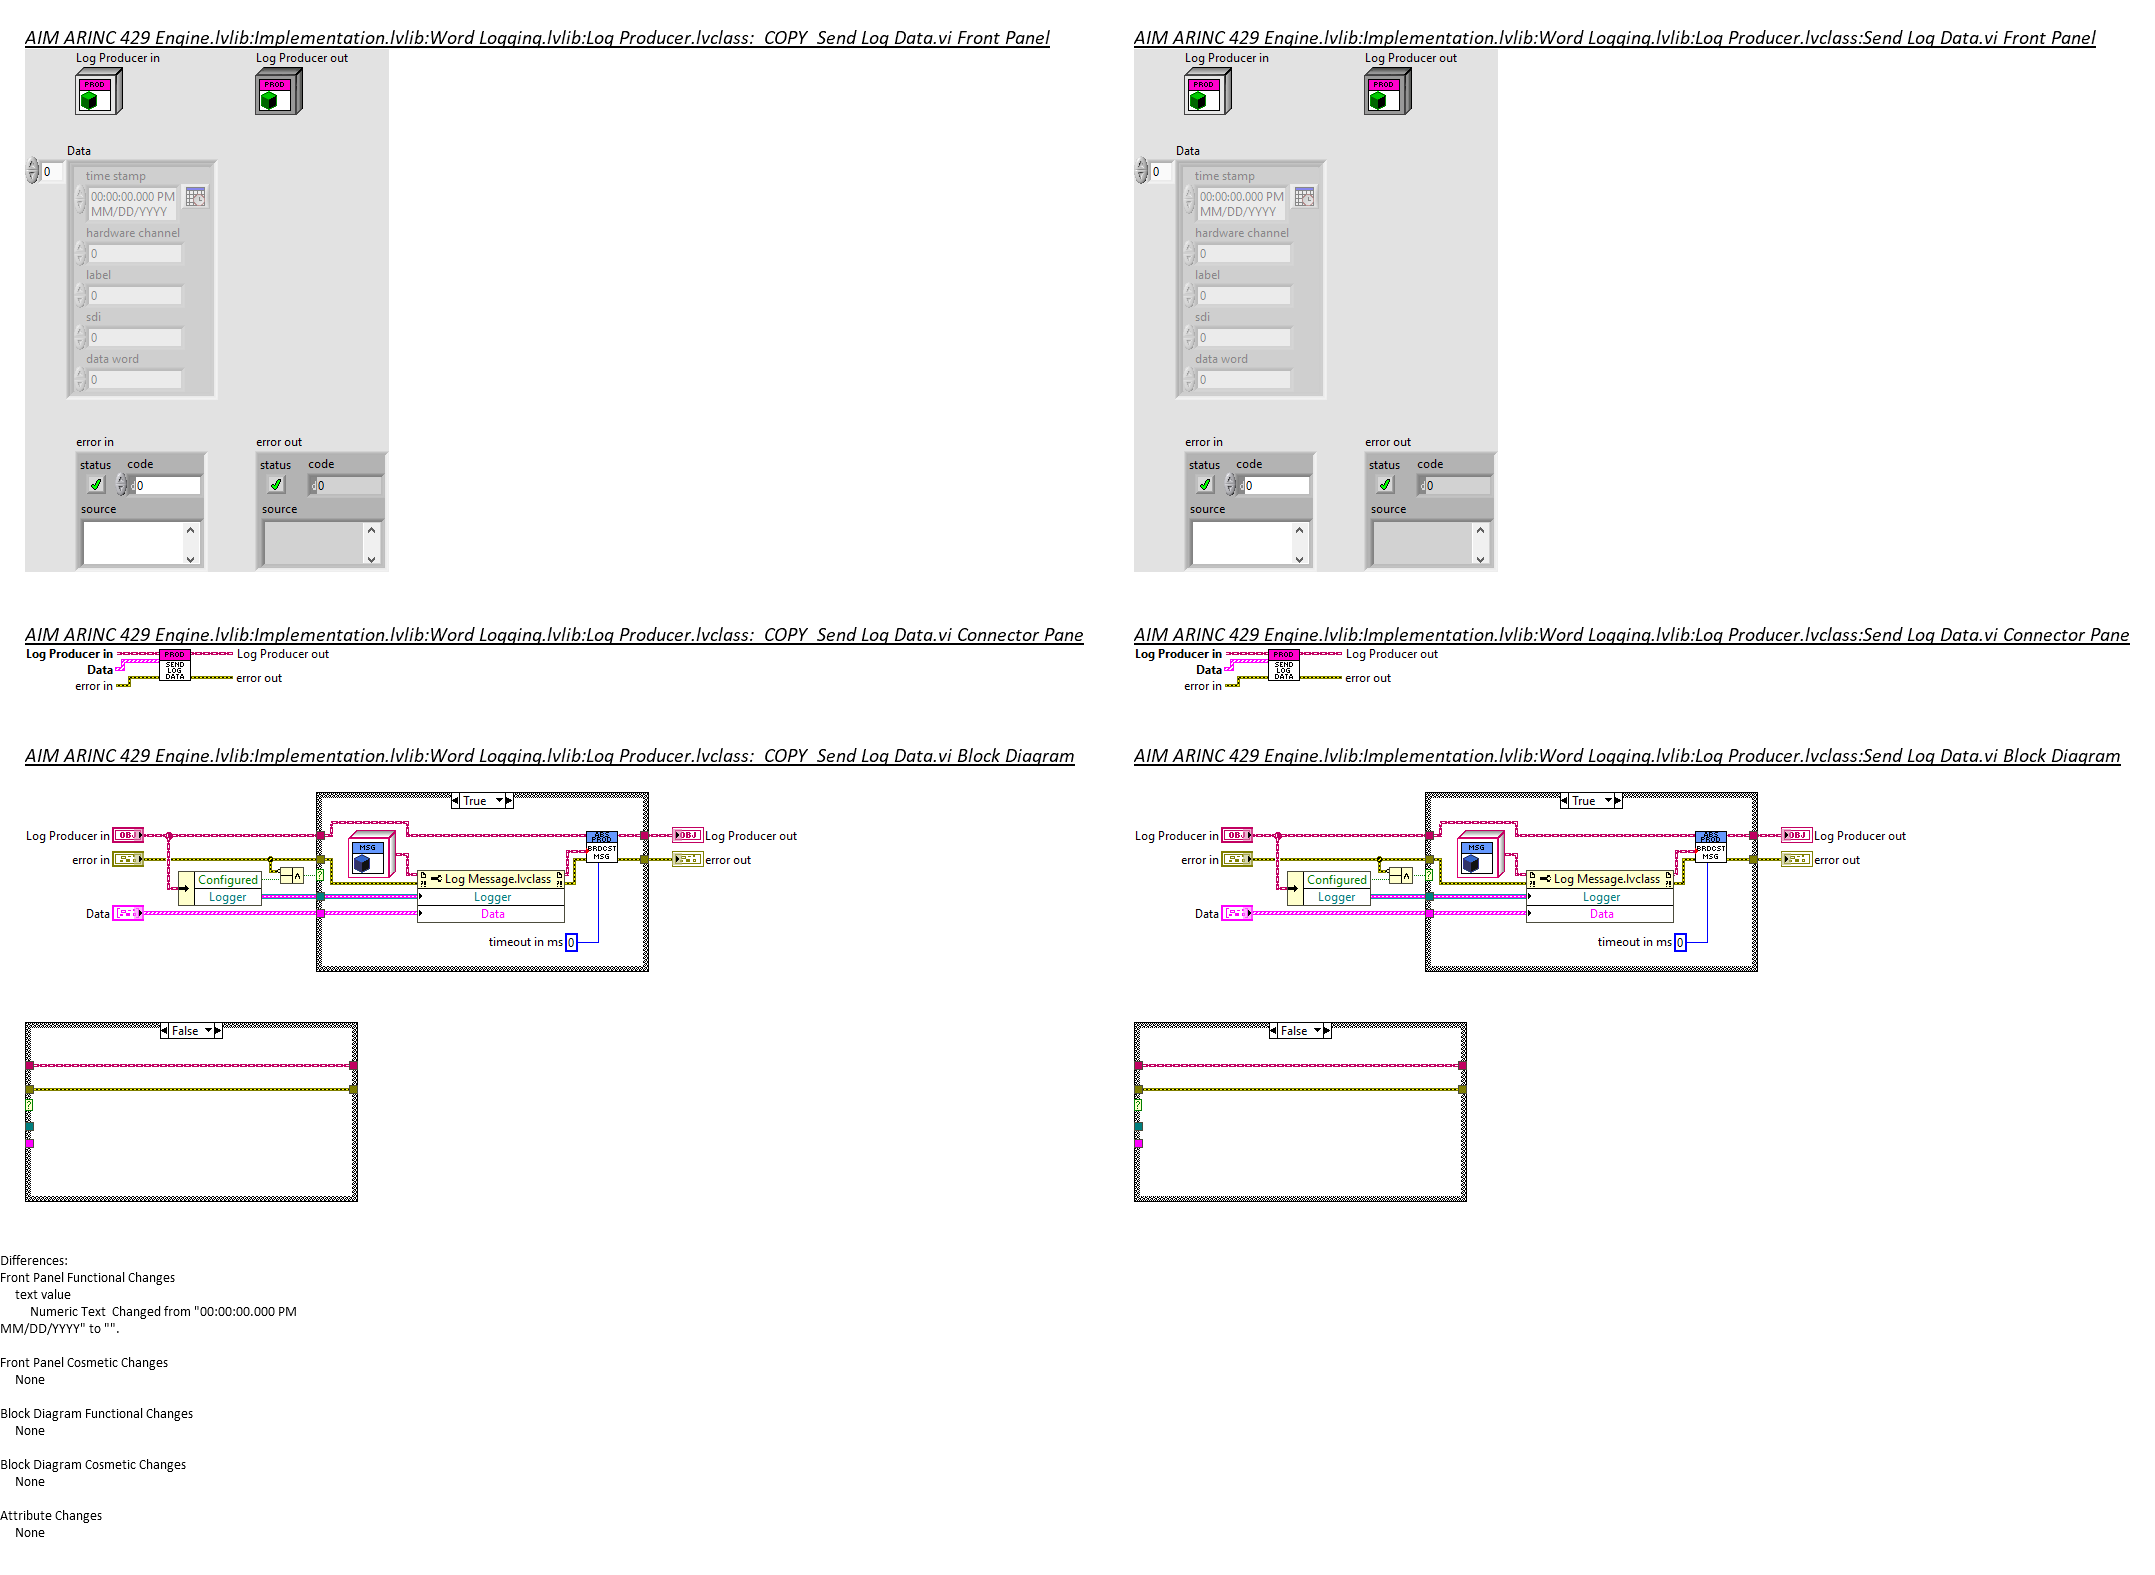 AIM ARINC 429 Engine.lvlib:Implementation.lvlib:Word Logging.lvlib:Log Producer.lvclass:_COPY_Send Log Data.vi Front Panel
Log Producer in
Log Producer out
PROD
PROD
Data
0
time stamp
00:00:00.000 PM
MM/DD/YYYY
hardware channel
0
label
0
sdi
0
data word
0
error in
error out
status
code
status
code
d0
d0
source
source
AIM ARINC 429 Engine.lvlib:Implementation.lvlib:Word Logging.lvlib:Log Producer.lvclass:Send Log Data.vi Front Panel
Log Producer in
Log Producer out
PROD
PROD
Data
0
time stamp
00:00:00.000 PM
MM/DD/YYYY
hardware channel
0
label
0
sdi
0
data word
0
error in
error out
status
code
status
code
d0
d0
source
source
AIM ARINC 429 Engine.lvlib:Implementation.lvlib:Word Logging.lvlib:Log Producer.lvclass:_COPY_Send Log Data.vi Connector Pane
Log Producer in
Data
error in
PROD
SEND
LOG
DATA
Log Producer out
error out
AIM ARINC 429 Engine.lvlib:Implementation.lvlib:Word Logging.lvlib:Log Producer.lvclass:Send Log Data.vi Connector Pane
Log Producer in
Data
error in
PROD
SEND
LOG
DATA
Log Producer out
error out
AIM ARINC 429 Engine.lvlib:Implementation.lvlib:Word Logging.lvlib:Log Producer.lvclass:_COPY_Send Log Data.vi Block Diagram
True
Log Producer in
OBJ
error in
Configured
Logger
Data
?
MSG
Log Message.lvclass
Logger
Data
timeout in ms
0
ABS
PROD
BRDCST
MSG
OBJ
Log Producer out
error out
False
?
AIM ARINC 429 Engine.lvlib:Implementation.lvlib:Word Logging.lvlib:Log Producer.lvclass:Send Log Data.vi Block Diagram
True
Log Producer in
OBJ
error in
Configured
Logger
Data
?
MSG
Log Message.lvclass
Logger
Data
timeout in ms
0
ABS
PROD
BRDCST
MSG
OBJ
Log Producer out
error out
False
?
Differences:
Front Panel Functional Changes
text value
Numeric Text  Changed from "00:00:00.000 PM
MM/DD/YYYY" to "".
Front Panel Cosmetic Changes
None
Block Diagram Functional Changes
None
Block Diagram Cosmetic Changes
None
Attribute Changes
None